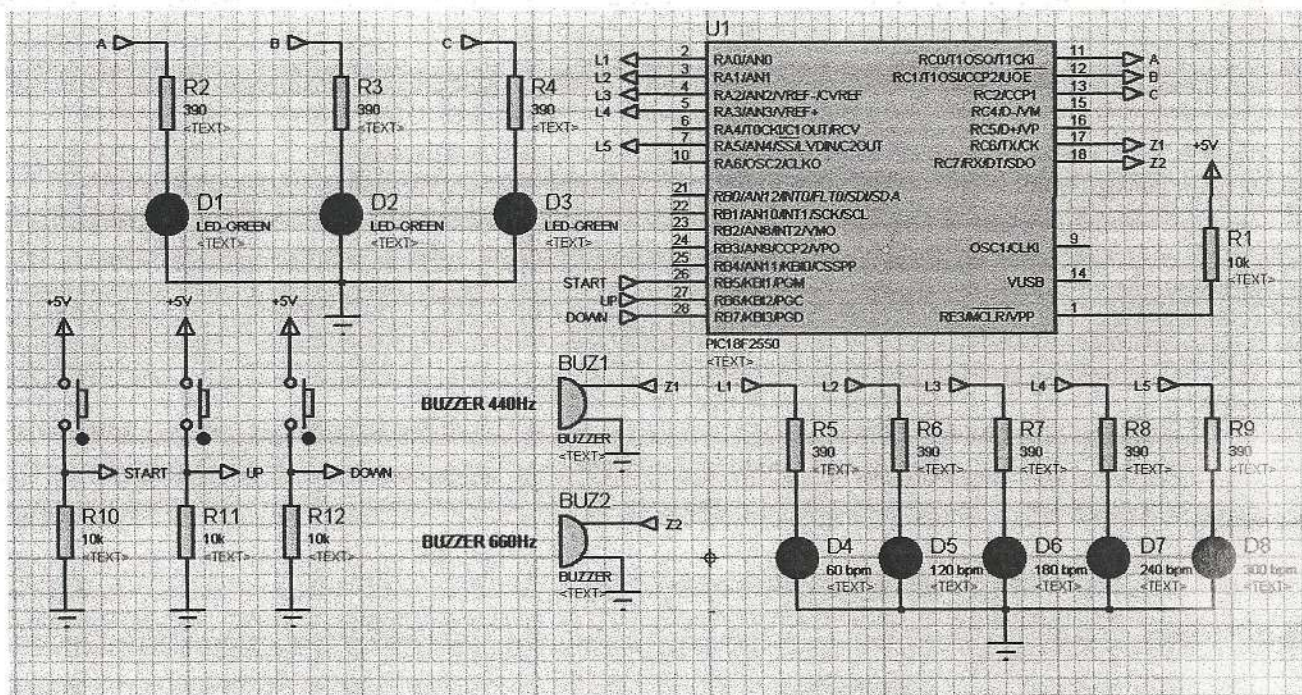 A
B
C
R2
390
<TEXT>
R3
390
<TEXT>
R4
390
<TEXT>
D1
LED-GREEN
<TEXT>
D2
LED-GREEN
<TEXT>
D3
LED-GREEN
<TEXT>
U1
L1 2 RA0/AN0
L2 3 RA1/AN1
L3 4 RA2/AN2/VREF-/CVREF
L4 5 RA3/AN3/VREF+
6 RA4/T0CKI/C1OUT/RCV
L5 7 RA5/AN4/SS/LVDIN/C2OUT
10 RA6/OSC2/CLKO
21 RB0/AN12/INT0/FLT0/SDI/SDA
22 RB1/AN10/INT1/SCK/SCL
23 RB2/AN8/INT2/VMO
24 RB3/AN9/CCP2/VPO
25 RB4/AN11/KBI0/CSSPP
START 26 RB5/KBI1/PGM
UP 27 RB6/KBI2/PGC
DOWN 28 RB7/KBI3/PGD
RC0/T1OSO/T1CKI 11 A
RC1/T1OSI/CCP2/UOE 12 B
RC2/CCP1 13 C
RC4/D-/VM 15
RC5/D+/VP 16
RC6/TX/CK 17 Z1
RC7/RX/DT/SDO 18 Z2
OSC1/CLKI 9
VUSB 14
RE3/MCLR/VPP 1
PIC18F2550
<TEXT>
+5V
R1
10k
<TEXT>
+5V
+5V
+5V
START
UP
DOWN
R10
10k
<TEXT>
R11
10k
<TEXT>
R12
10k
<TEXT>
BUZ1
Z1
BUZZER 440Hz
BUZZER
<TEXT>
BUZ2
Z2
BUZZER 660Hz
BUZZER
<TEXT>
L1
L2
L3
L4
L5
R5
390
<TEXT>
R6
390
<TEXT>
R7
390
<TEXT>
R8
390
<TEXT>
R9
390
<TEXT>
D4
60 bpm
<TEXT>
D5
120 bpm
<TEXT>
D6
180 bpm
<TEXT>
D7
240 bpm
<TEXT>
D8
300 bpm
<TEXT>